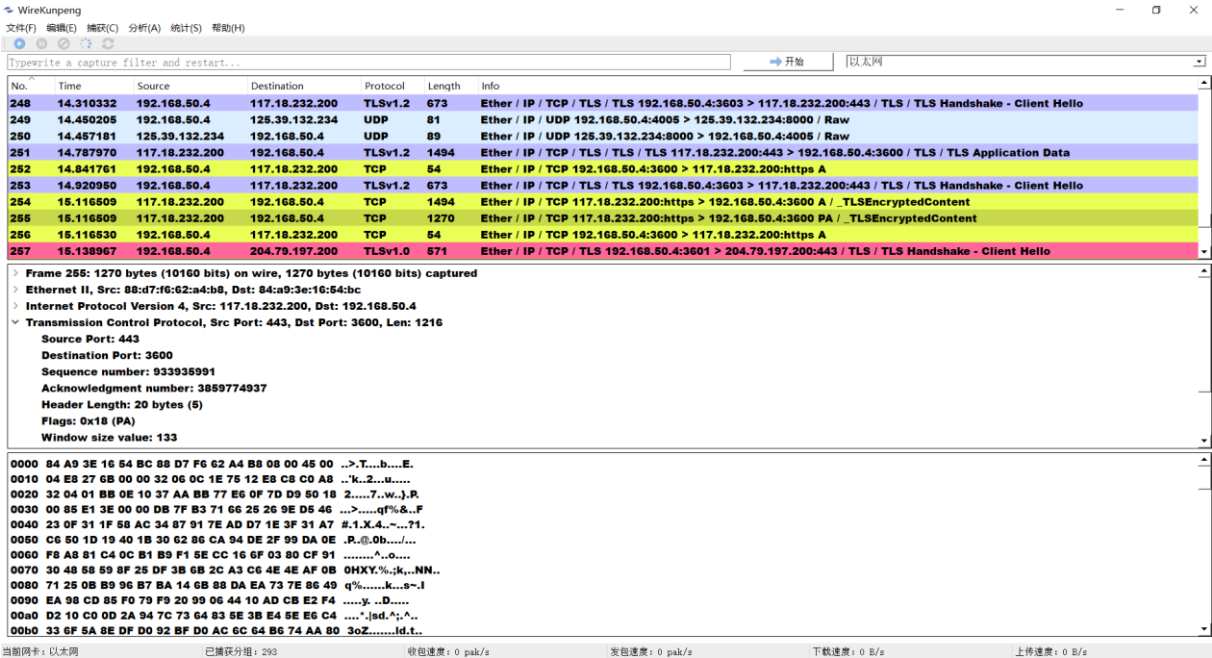 WireKunpeng
文件(F) 编辑(E) 捕获(C) 分析(A) 统计(S) 帮助(H)
Typewrite a capture filter and restart... 开始 以太网
No. Time Source Destination Protocol Length Info
248 14.310332 192.168.50.4 117.18.232.200 TLSv1.2 673 Ether / IP / TCP / TLS / TLS 192.168.50.4:3603 > 117.18.232.200:443 / TLS / TLS Handshake - Client Hello
249 14.450205 192.168.50.4 125.39.132.234 UDP 81 Ether / IP / UDP 192.168.50.4:4005 > 125.39.132.234:8000 / Raw
250 14.457181 125.39.132.234 192.168.50.4 UDP 89 Ether / IP / UDP 125.39.132.234:8000 > 192.168.50.4:4005 / Raw
251 14.787970 117.18.232.200 192.168.50.4 TLSv1.2 1494 Ether / IP / TCP / TLS / TLS / TLS 117.18.232.200:443 > 192.168.50.4:3600 / TLS / TLS Application Data
252 14.841761 192.168.50.4 117.18.232.200 TCP 54 Ether / IP / TCP 192.168.50.4:3600 > 117.18.232.200:https A
253 14.920950 192.168.50.4 117.18.232.200 TLSv1.2 673 Ether / IP / TCP / TLS / TLS 192.168.50.4:3603 > 117.18.232.200:443 / TLS / TLS Handshake - Client Hello
254 15.116509 117.18.232.200 192.168.50.4 TCP 1494 Ether / IP / TCP 117.18.232.200:https > 192.168.50.4:3600 A / _TLSEncryptedContent
255 15.116509 117.18.232.200 192.168.50.4 TCP 1270 Ether / IP / TCP 117.18.232.200:https > 192.168.50.4:3600 PA / _TLSEncryptedContent
256 15.116530 192.168.50.4 117.18.232.200 TCP 54 Ether / IP / TCP 192.168.50.4:3600 > 117.18.232.200:https A
257 15.138967 192.168.50.4 204.79.197.200 TLSv1.0 571 Ether / IP / TCP / TLS 192.168.50.4:3601 > 204.79.197.200:443 / TLS / TLS Handshake - Client Hello
Frame 255: 1270 bytes (10160 bits) on wire, 1270 bytes (10160 bits) captured
Ethernet II, Src: 88:d7:f6:62:a4:b8, Dst: 84:a9:3e:16:54:bc
Internet Protocol Version 4, Src: 117.18.232.200, Dst: 192.168.50.4
Transmission Control Protocol, Src Port: 443, Dst Port: 3600, Len: 1216
Source Port: 443
Destination Port: 3600
Sequence number: 933935991
Acknowledgment number: 3859774937
Header Length: 20 bytes (5)
Flags: 0x18 (PA)
Window size value: 133
0000 84 A9 3E 16 54 BC 88 D7 F6 62 A4 B8 08 00 45 00 ..>.T....b....E.
0010 04 E8 27 6B 00 00 32 06 0C 1E 75 12 E8 C8 C0 A8 ..'k..2...u.....
0020 32 04 01 BB 0E 10 37 AA BB 77 E6 0F 7D D9 50 18 2.....7..w..}.P.
0030 00 85 E1 3E 00 00 DB 7F B3 71 66 25 26 9E D5 46 ...>.....qf%&..F
0040 23 0F 31 1F 58 AC 34 87 91 7E AD D7 1E 3F 31 A7 #.1.X.4..~...?1.
0050 C6 50 1D 19 40 1B 30 62 86 CA 94 DE 2F 99 DA 0E .P..@.0b..../...
0060 F8 A8 81 C4 0C B1 B9 F1 5E CC 16 6F 03 80 CF 91 ........^..o....
0070 30 48 58 59 8F 25 DF 3B 6B 2C A3 C6 4E 4E AF 0B 0HXY.%.;k,..NN..
0080 71 25 0B B9 96 B7 BA 14 6B 88 DA EA 73 7E 86 49 q%......k...s~.I
0090 EA 98 CD 85 F0 79 F9 20 99 06 44 10 AD CB E2 F4 .....y. ..D.....
00a0 D2 10 C0 0D 2A 94 7C 73 64 83 5E 3B E4 5E E6 C4 ....*.|sd.^;.^..
00b0 33 6F 5A 8E DF D0 92 BF D0 AC 6C 64 B6 74 AA 80 3oZ.......ld.t..
当前网卡：以太网 已捕获分组：293 收包速度：0 pak/s 发包速度：0 pak/s 下载速度：0 B/s 上传速度：0 B/s